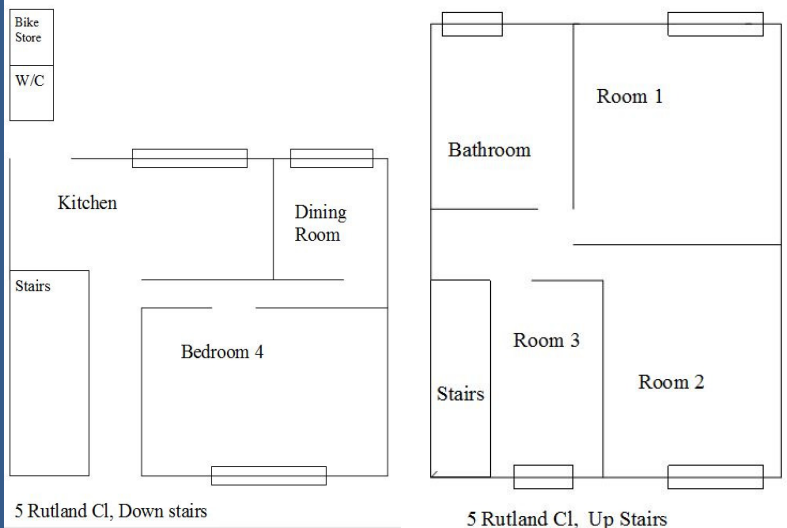 Bike
Store
W/C
Kitchen
Dining
Room
Stairs
Bedroom 4
5 Rutland Cl, Down stairs
Room 1
Bathroom
Room 3
Room 2
Stairs
5 Rutland Cl, Up Stairs